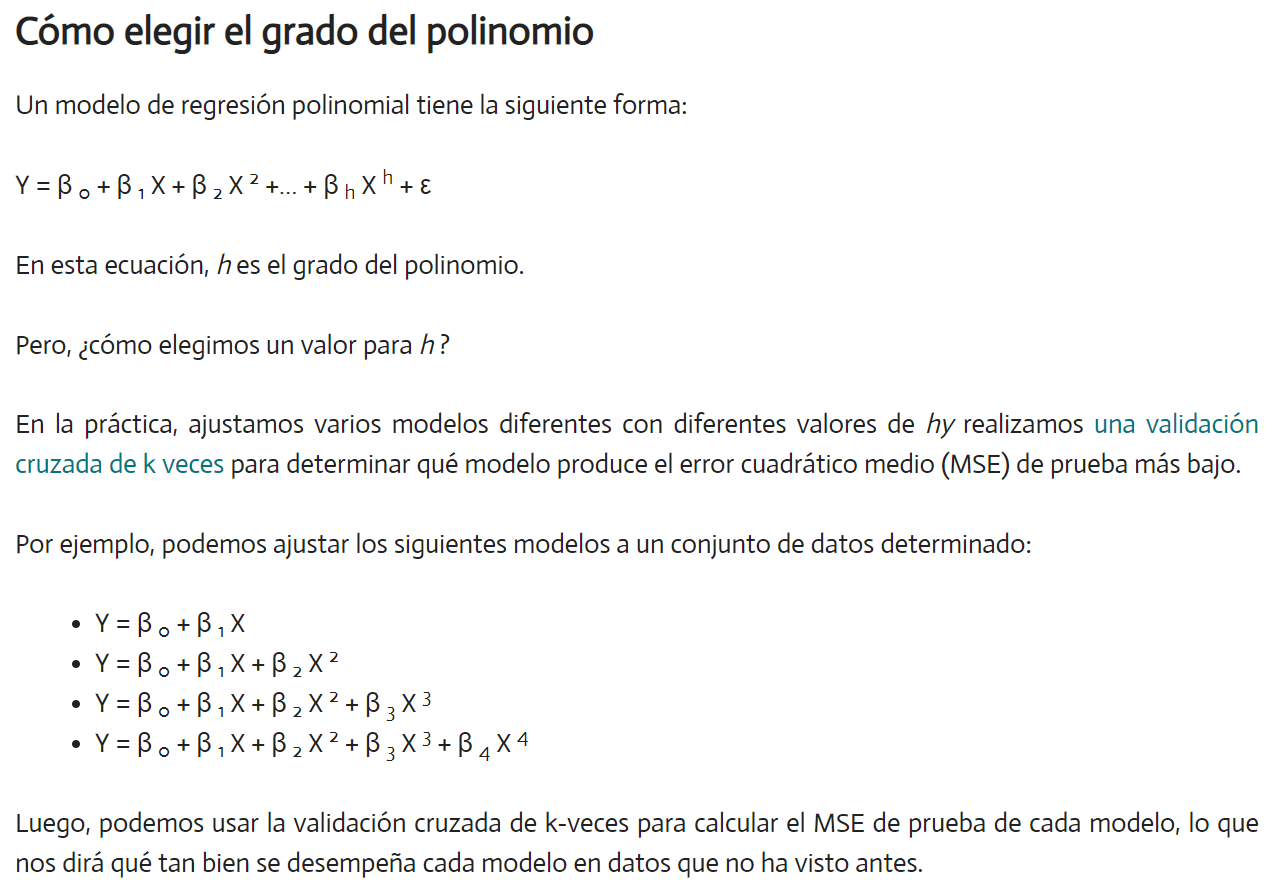 Cómo elegir el grado del polinomio
Un modelo de regresión polinomial tiene la siguiente forma:
Y = β ₀ + β ₁ X + β ₂ X ² +... + β ₕ X ʰ + ε
En esta ecuación, h es el grado del polinomio.
Pero, ¿cómo elegimos un valor para h ?
En la práctica, ajustamos varios modelos diferentes con diferentes valores de hy realizamos una validación
cruzada de k veces para determinar qué modelo produce el error cuadrático medio (MSE) de prueba más bajo.
Por ejemplo, podemos ajustar los siguientes modelos a un conjunto de datos determinado:
• Y = β ₀ + β ₁ X
• Y = β ₀ + β ₁ X + β ₂ X ²
• Y = β ₀ + β ₁ X + β ₂ X ² + β ₃ X ³
• Y = β ₀ + β ₁ X + β ₂ X ² + β ₃ X ³ + β ₄ X ⁴
Luego, podemos usar la validación cruzada de k-veces para calcular el MSE de prueba de cada modelo, lo que
nos dirá qué tan bien se desempeña cada modelo en datos que no ha visto antes.